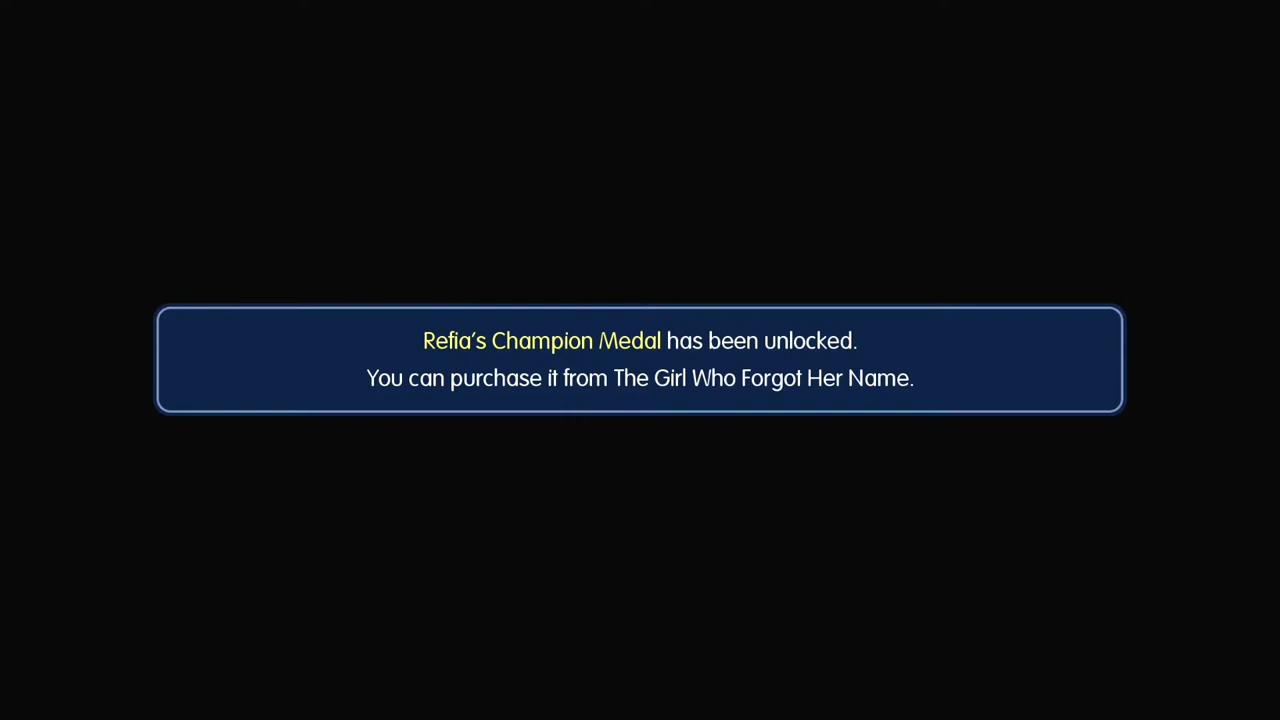 Refia's Champion Medal has been unlocked.
You can purchase it from The Girl Who Forgot Her Name.